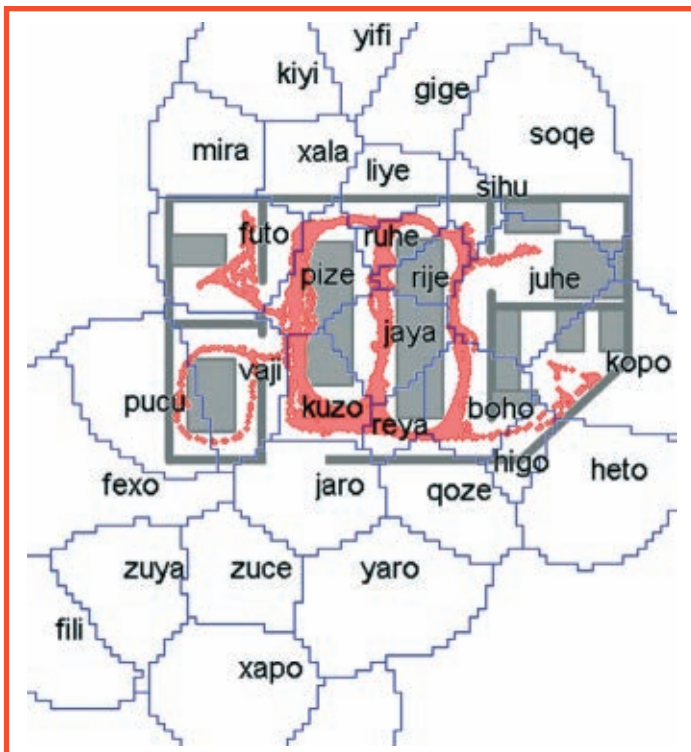 yifi
kiyi
gige
soqe
mira
xala
liye
sihu
futo
ruhe
pize
rije
juhe
jaya
vaji
kopo
pucu
kuzo
boho
reya
higo
fexo
jaro
qoze
heto
zuya
zuce
yaro
fili
xapo